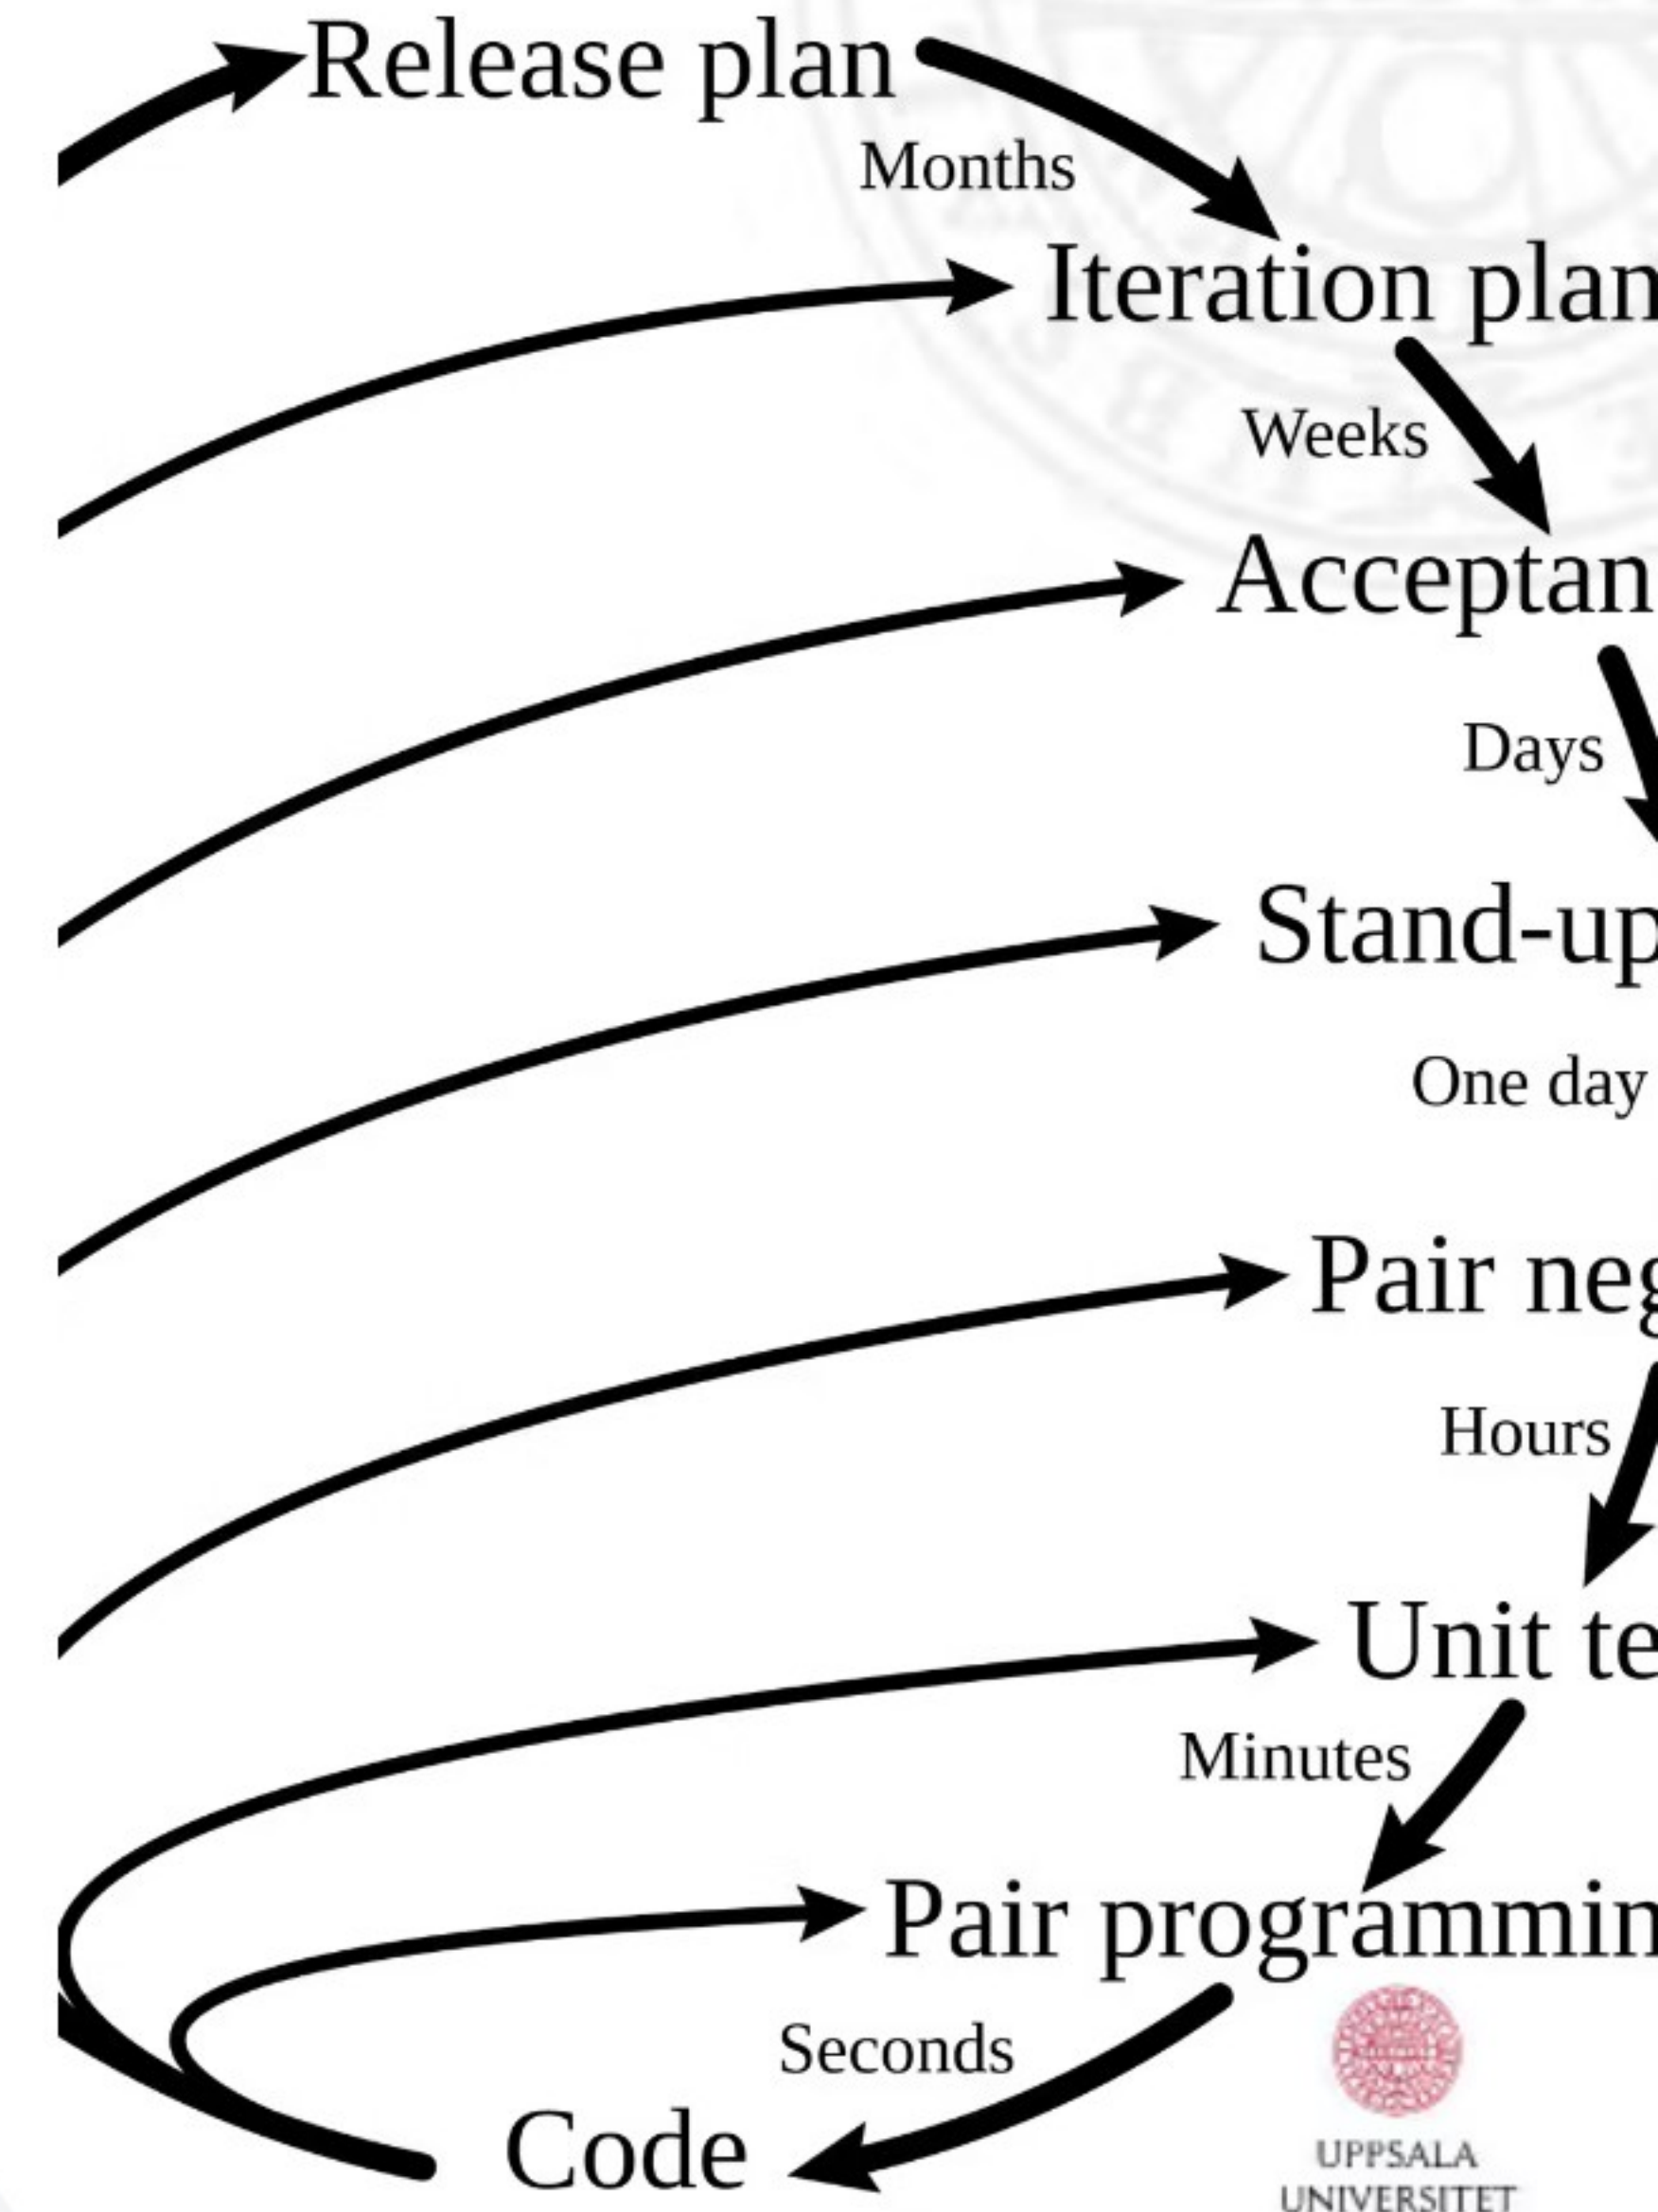 Release plan
Months
Iteration plan
Weeks
Acceptan
Days
Stand-up
One day
Pair neg
Hours
Unit te
Minutes
Pair programmin
Seconds
Code
UPPSALA
UNIVERSITET